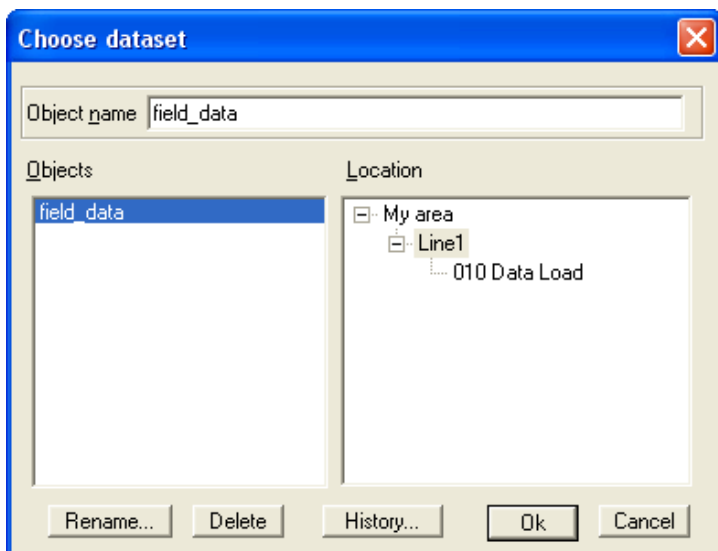 Choose dataset
Object name field_data
Objects
Location
field_data
My area
Line1
010 Data Load
Rename... Delete History... Ok Cancel